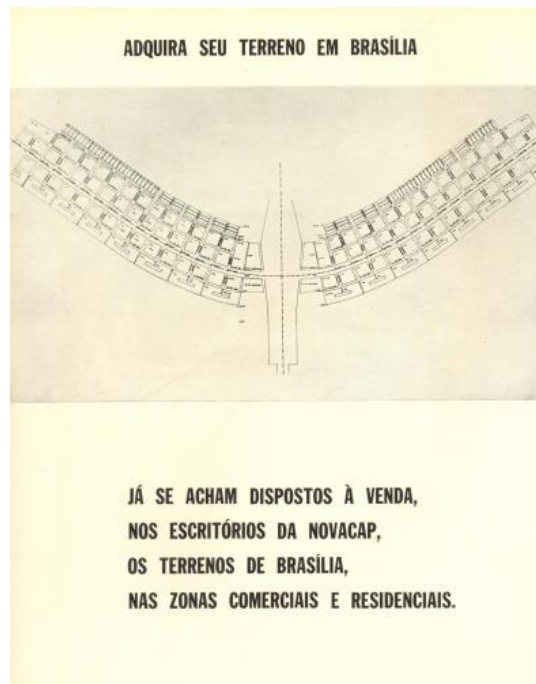 ADQUIRA SEU TERRENO EM BRASÍLIA
JÁ SE ACHAM DISPOSTOS À VENDA,
NOS ESCRITÓRIOS DA NOVACAP,
OS TERRENOS DE BRASÍLIA,
NAS ZONAS COMERCIAIS E RESIDENCIAIS.